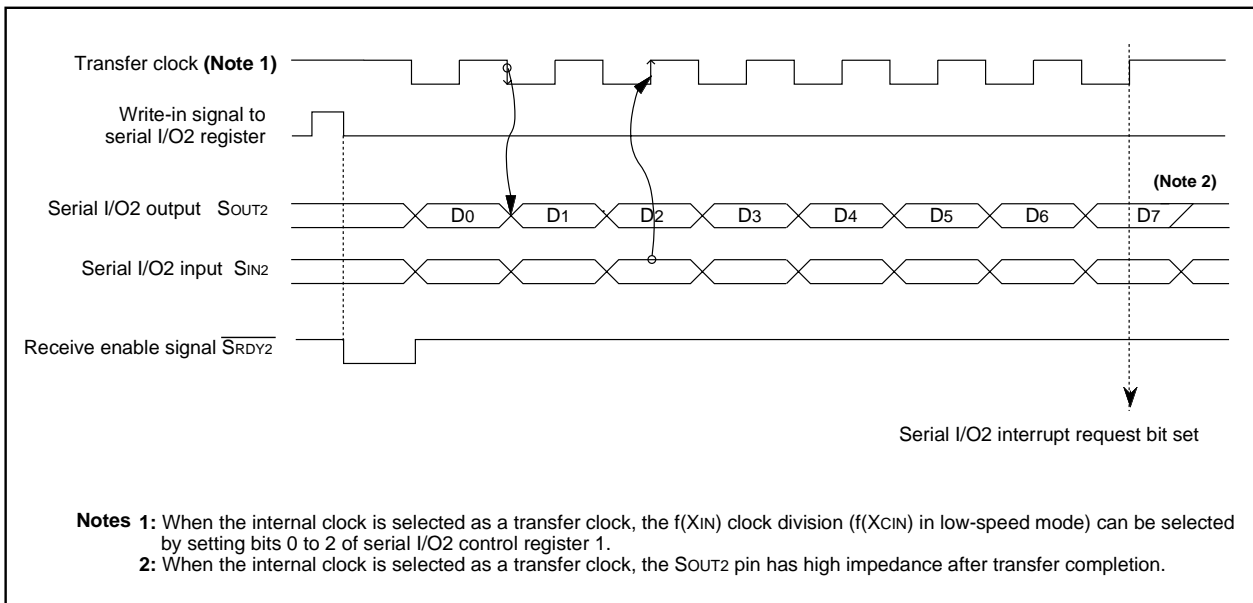 Transfer clock (Note 1)
Write-in signal to
serial I/O2 register
(Note 2)
Serial I/O2 output SOUT2
D0 D1 D2 D3 D4 D5 D6 D7
Serial I/O2 input SIN2
Receive enable signal SRDY2
Serial I/O2 interrupt request bit set
Notes 1: When the internal clock is selected as a transfer clock, the f(XIN) clock division (f(XCIN) in low-speed mode) can be selected
by setting bits 0 to 2 of serial I/O2 control register 1.
2: When the internal clock is selected as a transfer clock, the SOUT2 pin has high impedance after transfer completion.